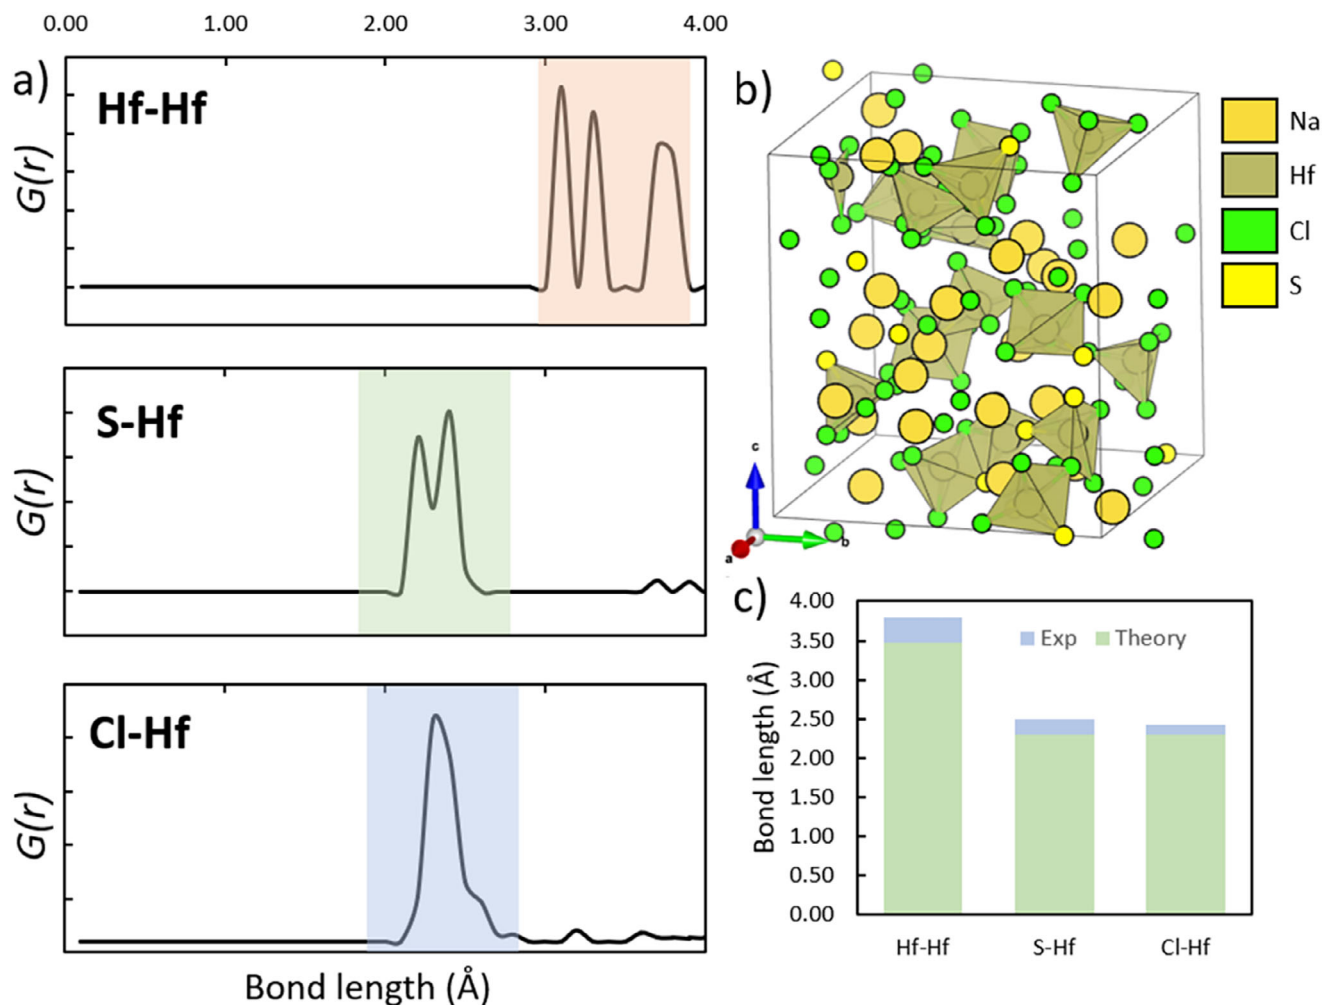 0.00 1.00 2.00 3.00 4.00
a)
Hf-Hf
G(r)
S-Hf
G(r)
Cl-Hf
G(r)
Bond length (Å)
b)
Na
Hf
Cl
S
c
b
a
c)
4.00
3.50
3.00
2.50
2.00
1.50
1.00
0.50
0.00
Bond length (Å)
Exp Theory
Hf-Hf S-Hf Cl-Hf